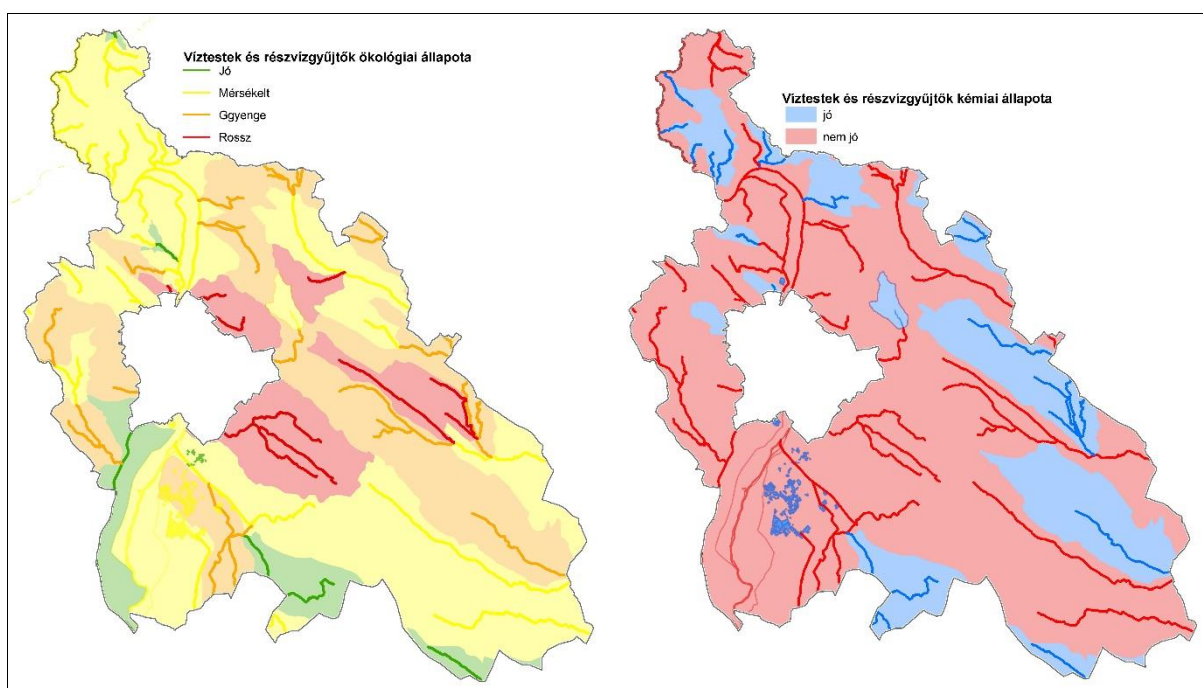 Víztestek és részvízgyűjtők ökológiai állapota
Jó
Mérsékelt
Ggyenge
Rossz
Víztestek és részvízgyűjtők kémiai állapota
jó
nem jó